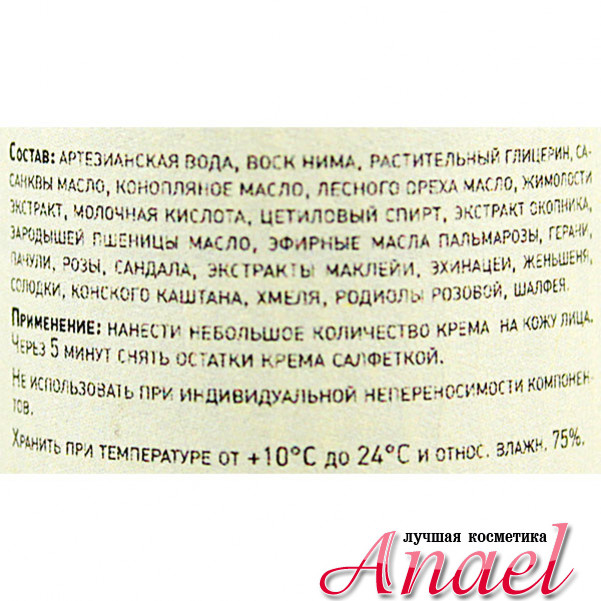 СОСТАВ: АРТЕЗИАНСКАЯ ВОДА, ВОСК НИМА, РАСТИТЕЛЬНЫЙ ГЛИЦЕРИН, СА-
САНКВЫ МАСЛО, КОНОПЛЯНОЕ МАСЛО, ЛЕСНОГО ОРЕХА МАСЛО, ЖИМОЛОСТИ
ЭКСТРАКТ, МОЛОЧНАЯ КИСЛОТА, ЦЕТИЛОВЫЙ СПИРТ, ЭКСТРАКТ ОКОПНИКА,
ЗАРОДЫШЕЙ ПШЕНИЦЫ МАСЛО, ЭФИРНЫЕ МАСЛА ПАЛЬМАРОЗЫ, ГЕРАНИ,
ПАЧУЛИ, РОЗЫ, САНДАЛА, ЭКСТРАКТЫ МАКЛЕЙИ, ЭХИНАЦЕИ, ЖЕНЬШЕНЯ,
СОЛОДКИ, КОНСКОГО КАШТАНА, ХМЕЛЯ, РОДИОЛЫ РОЗОВОЙ, ШАЛФЕЯ.
ПРИМЕНЕНИЕ: НАНЕСТИ НЕБОЛЬШОЕ КОЛИЧЕСТВО КРЕМА НА КОЖУ ЛИЦА.
ЧЕРЕЗ 5 МИНУТ СНЯТЬ ОСТАТКИ КРЕМА САЛФЕТКОЙ.
НЕ ИСПОЛЬЗОВАТЬ ПРИ ИНДИВИДУАЛЬНОЙ НЕПЕРЕНОСИМОСТИ КОМПОНЕН-
ТОВ.
ХРАНИТЬ ПРИ ТЕМПЕРАТУРЕ ОТ +10°С ДО 24°С И ОТНОС. ВЛАЖН. 75%.
лучшая косметика
Anael